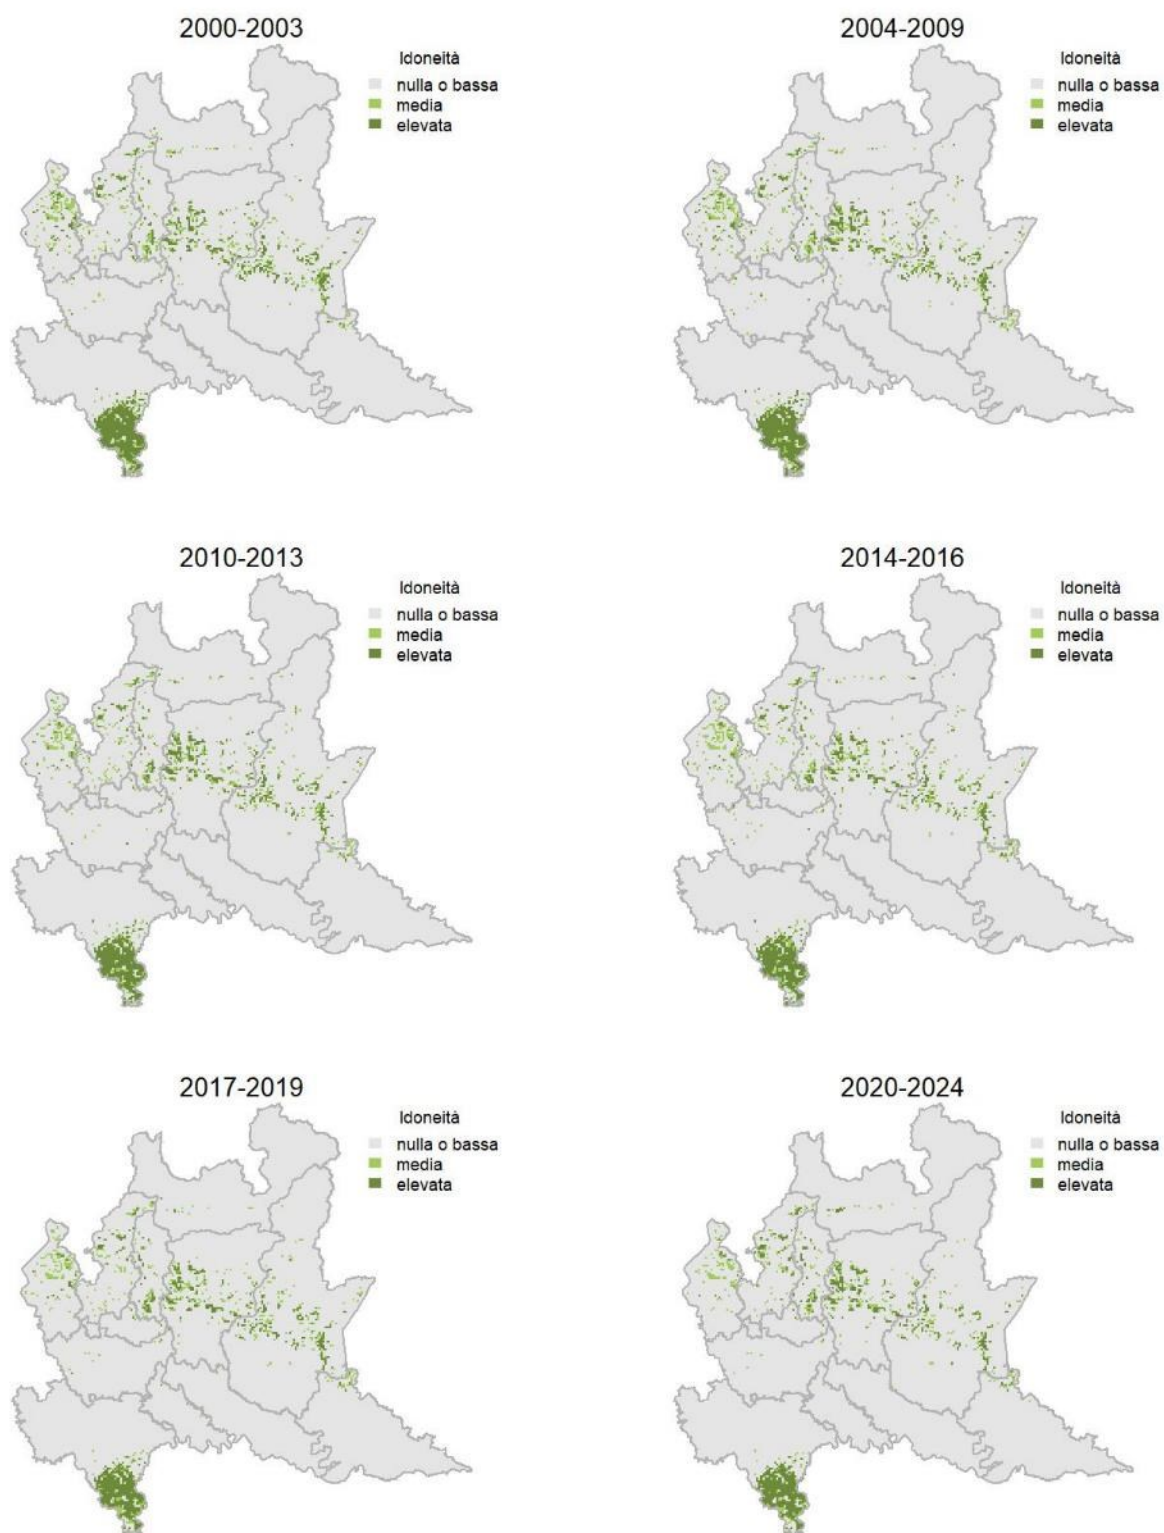 2000-2003
Idoneità
nulla o bassa
media
elevata
2004-2009
Idoneità
nulla o bassa
media
elevata
2010-2013
Idoneità
nulla o bassa
media
elevata
2014-2016
Idoneità
nulla o bassa
media
elevata
2017-2019
Idoneità
nulla o bassa
media
elevata
2020-2024
Idoneità
nulla o bassa
media
elevata